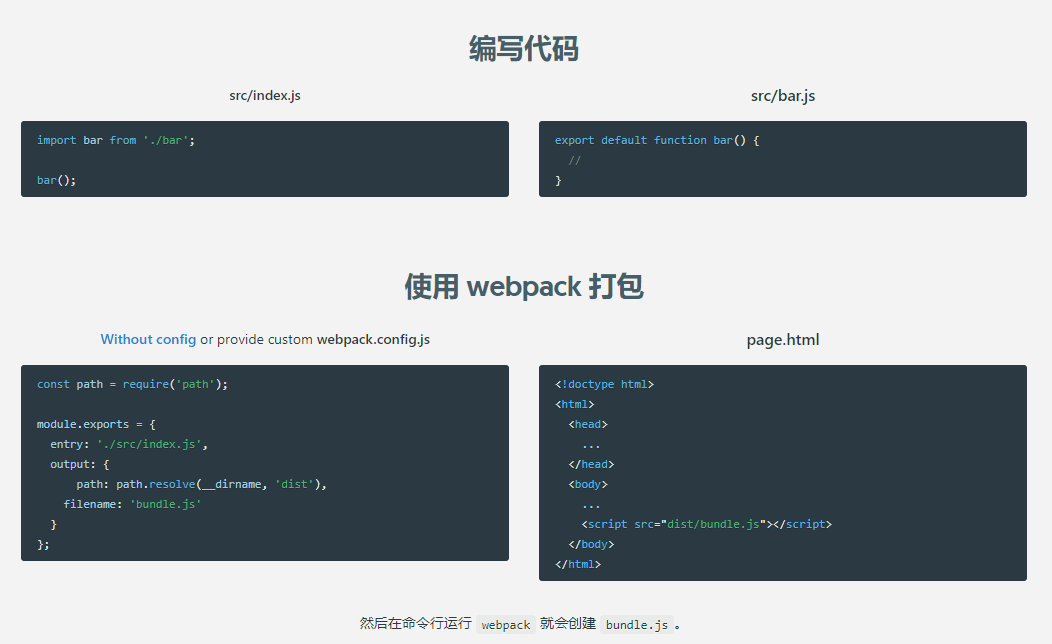 编写代码
src/index.js
import bar from './bar';
bar();
src/bar.js
export default function bar() {
  //
}
使用 webpack 打包
Without config or provide custom webpack.config.js
const path = require('path');
module.exports = {
  entry: './src/index.js',
  output: {
      path: path.resolve(__dirname, 'dist'),
    filename: 'bundle.js'
  }
};
page.html
<!doctype html>
<html>
  <head>
    ...
  </head>
  <body>
    ...
    <script src="dist/bundle.js"></script>
  </body>
</html>
然后在命令行运行 webpack 就会创建 bundle.js 。